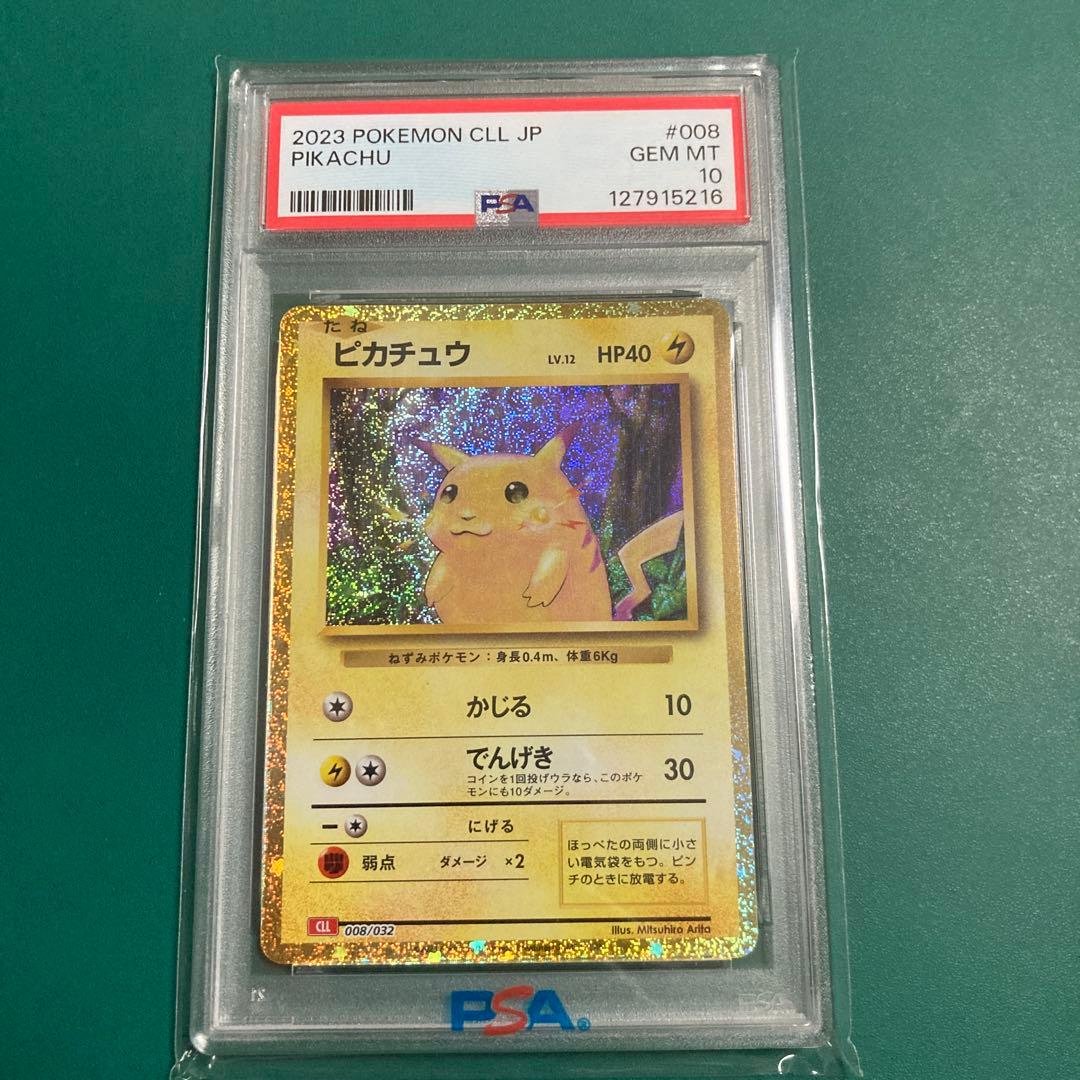 2023 POKEMON CLL JP #008
PIKACHU GEM MT
10
PSA 127915216
たね
ピカチュウ LV.12 HP40
ねずみポケモン：身長0.4m、体重6Kg
かじる 10
でんげき 30
コインを1回投げウラなら、このポケ
モンにも10ダメージ。
にげる
弱点 ダメージ ×2
ほっぺたの両側に小さ
い電気袋をもつ。ピン
チのときに放電する。
CLL 008/032 Illus. Mitsuhiro Arita
PSA